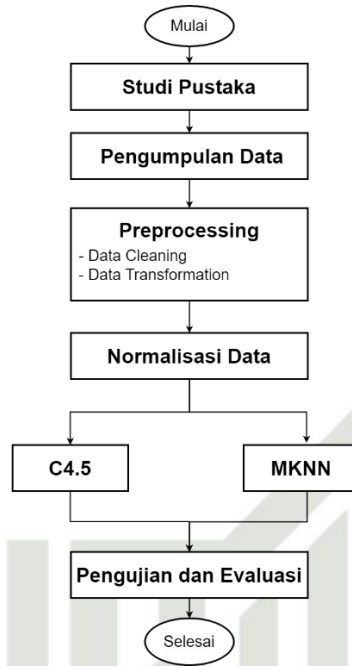 Mulai
Studi Pustaka
Pengumpulan Data
Preprocessing
- Data Cleaning
- Data Transformation
Normalisasi Data
C4.5
MKNN
Pengujian dan Evaluasi
Selesai